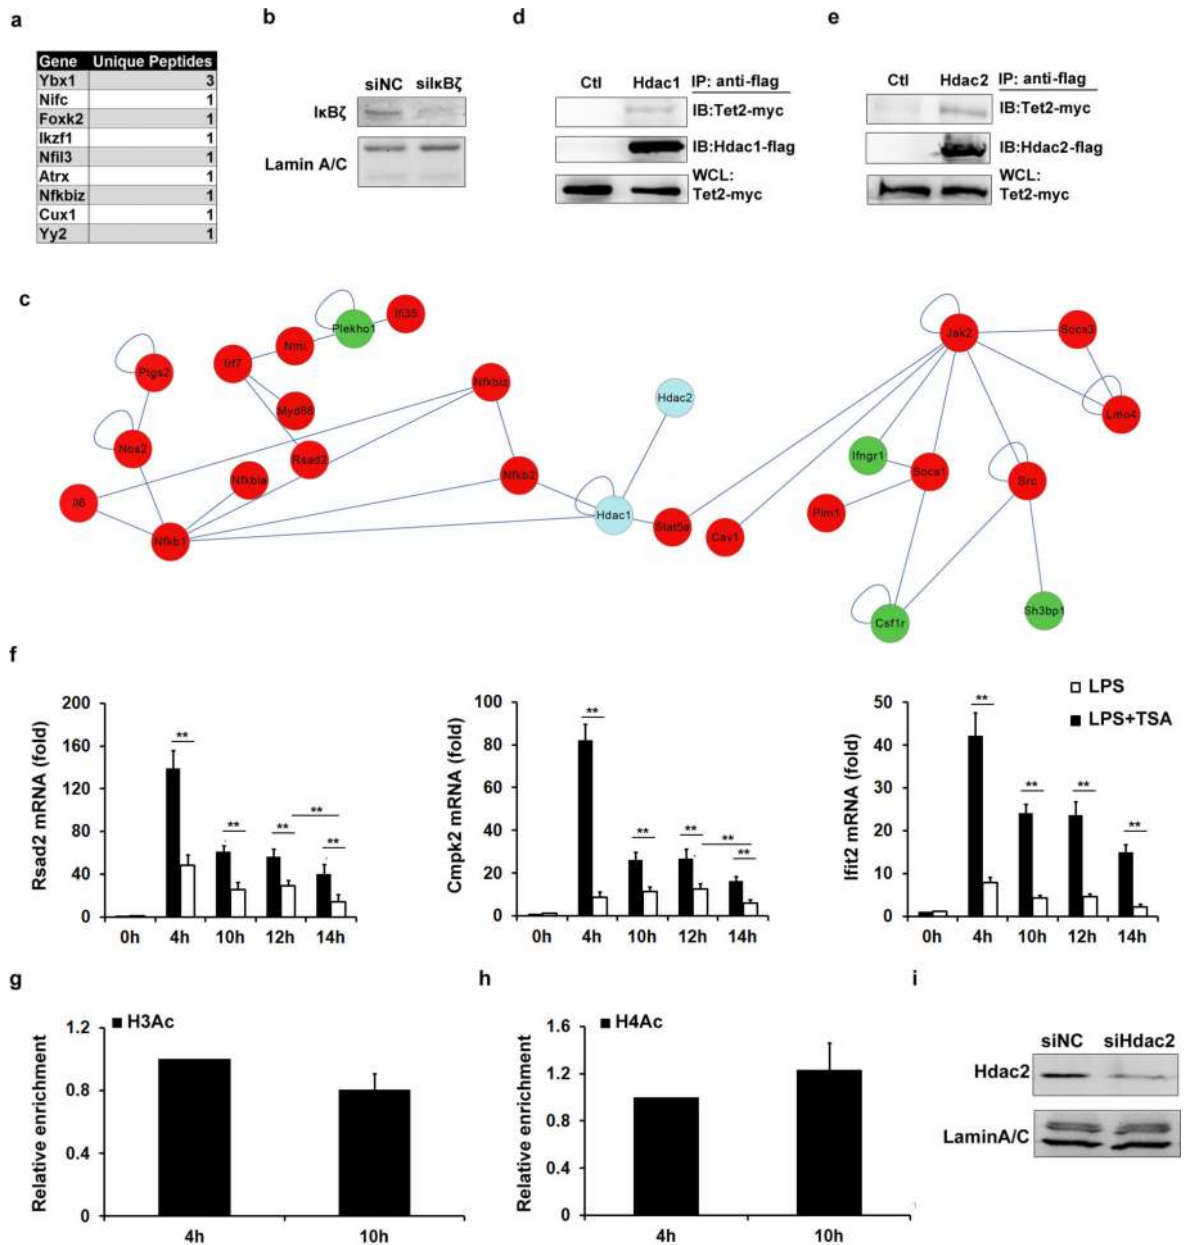 a
Gene Unique Peptides
Ybx1 3
Nifc 1
Foxk2 1
Ikzf1 1
Nfil3 1
Atrx 1
Nfkbiz 1
Cux1 1
Yy2 1
b
siNC siIκBζ
IκBζ
Lamin A/C
d
Ctl Hdac1 IP: anti-flag
IB:Tet2-myc
IB:Hdac1-flag
WCL:
Tet2-myc
e
Ctl Hdac2 IP: anti-flag
IB:Tet2-myc
IB:Hdac2-flag
WCL:
Tet2-myc
c
Plekho1
Ifi35
Nmi
Irf7
Ptgs2
Myd88
Nos2
Rsad2
Nfkbia
Il6
Nfkb1
Nfkbiz
Nfkb2
Hdac2
Hdac1
Stat5a
Cav1
Jak2
Socs3
Lmo4
Ifngr1
Socs1
Src
Pim1
Csf1r
Sh3bp1
f
Rsad2 mRNA (fold)
200
160
120
80
40
0
** ** ** ** **
0h 4h 10h 12h 14h
Cmpk2 mRNA (fold)
100
80
60
40
20
0
** ** ** ** **
0h 4h 10h 12h 14h
Ifit2 mRNA (fold)
50
40
30
20
10
0
** ** ** **
0h 4h 10h 12h 14h
LPS
LPS+TSA
g
Relative enrichment
H3Ac
1.2
0.8
0.4
0
4h 10h
h
Relative enrichment
H4Ac
1.6
1.2
0.8
0.4
0
4h 10h
i
siNC siHdac2
Hdac2
LaminA/C